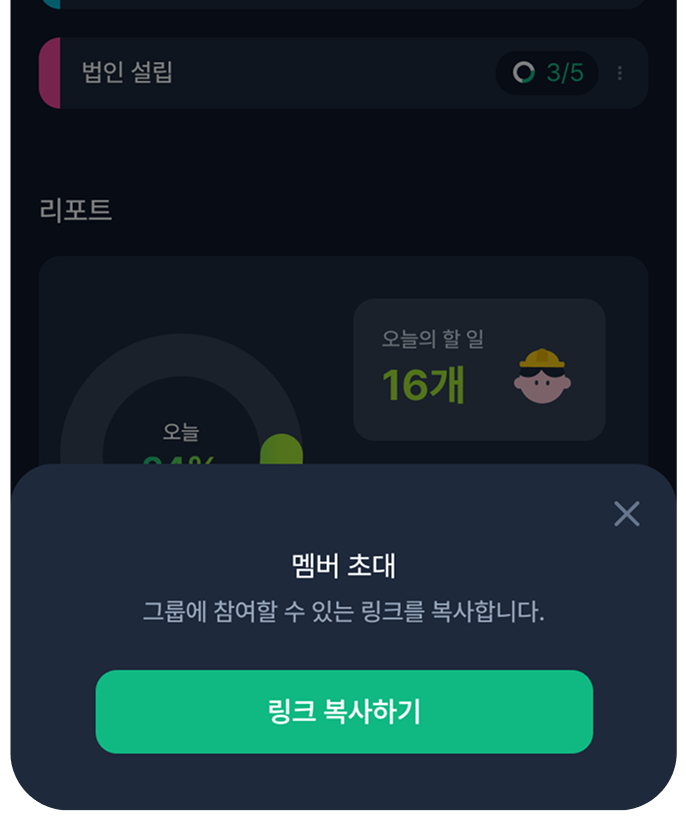 법인 설립
3/5
리포트
오늘의 할 일
16개
오늘
멤버 초대
그룹에 참여할 수 있는 링크를 복사합니다.
링크 복사하기